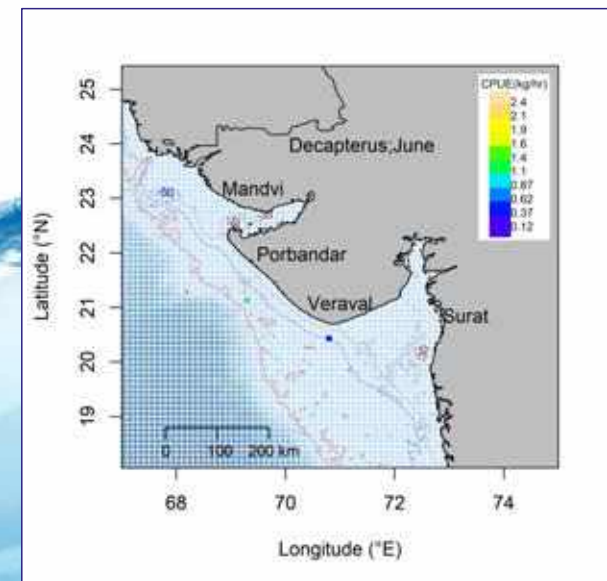 CPUE(kg/hr)
2.4
2.1
1.9
1.6
1.4
1.1
0.87
0.62
0.37
0.12
Decapterus;June
Mandvi
Porbandar
Veraval
Surat
Latitude (°N)
25
24
23
22
21
20
19
0 100 200 km
68 70 72 74
Longitude (°E)